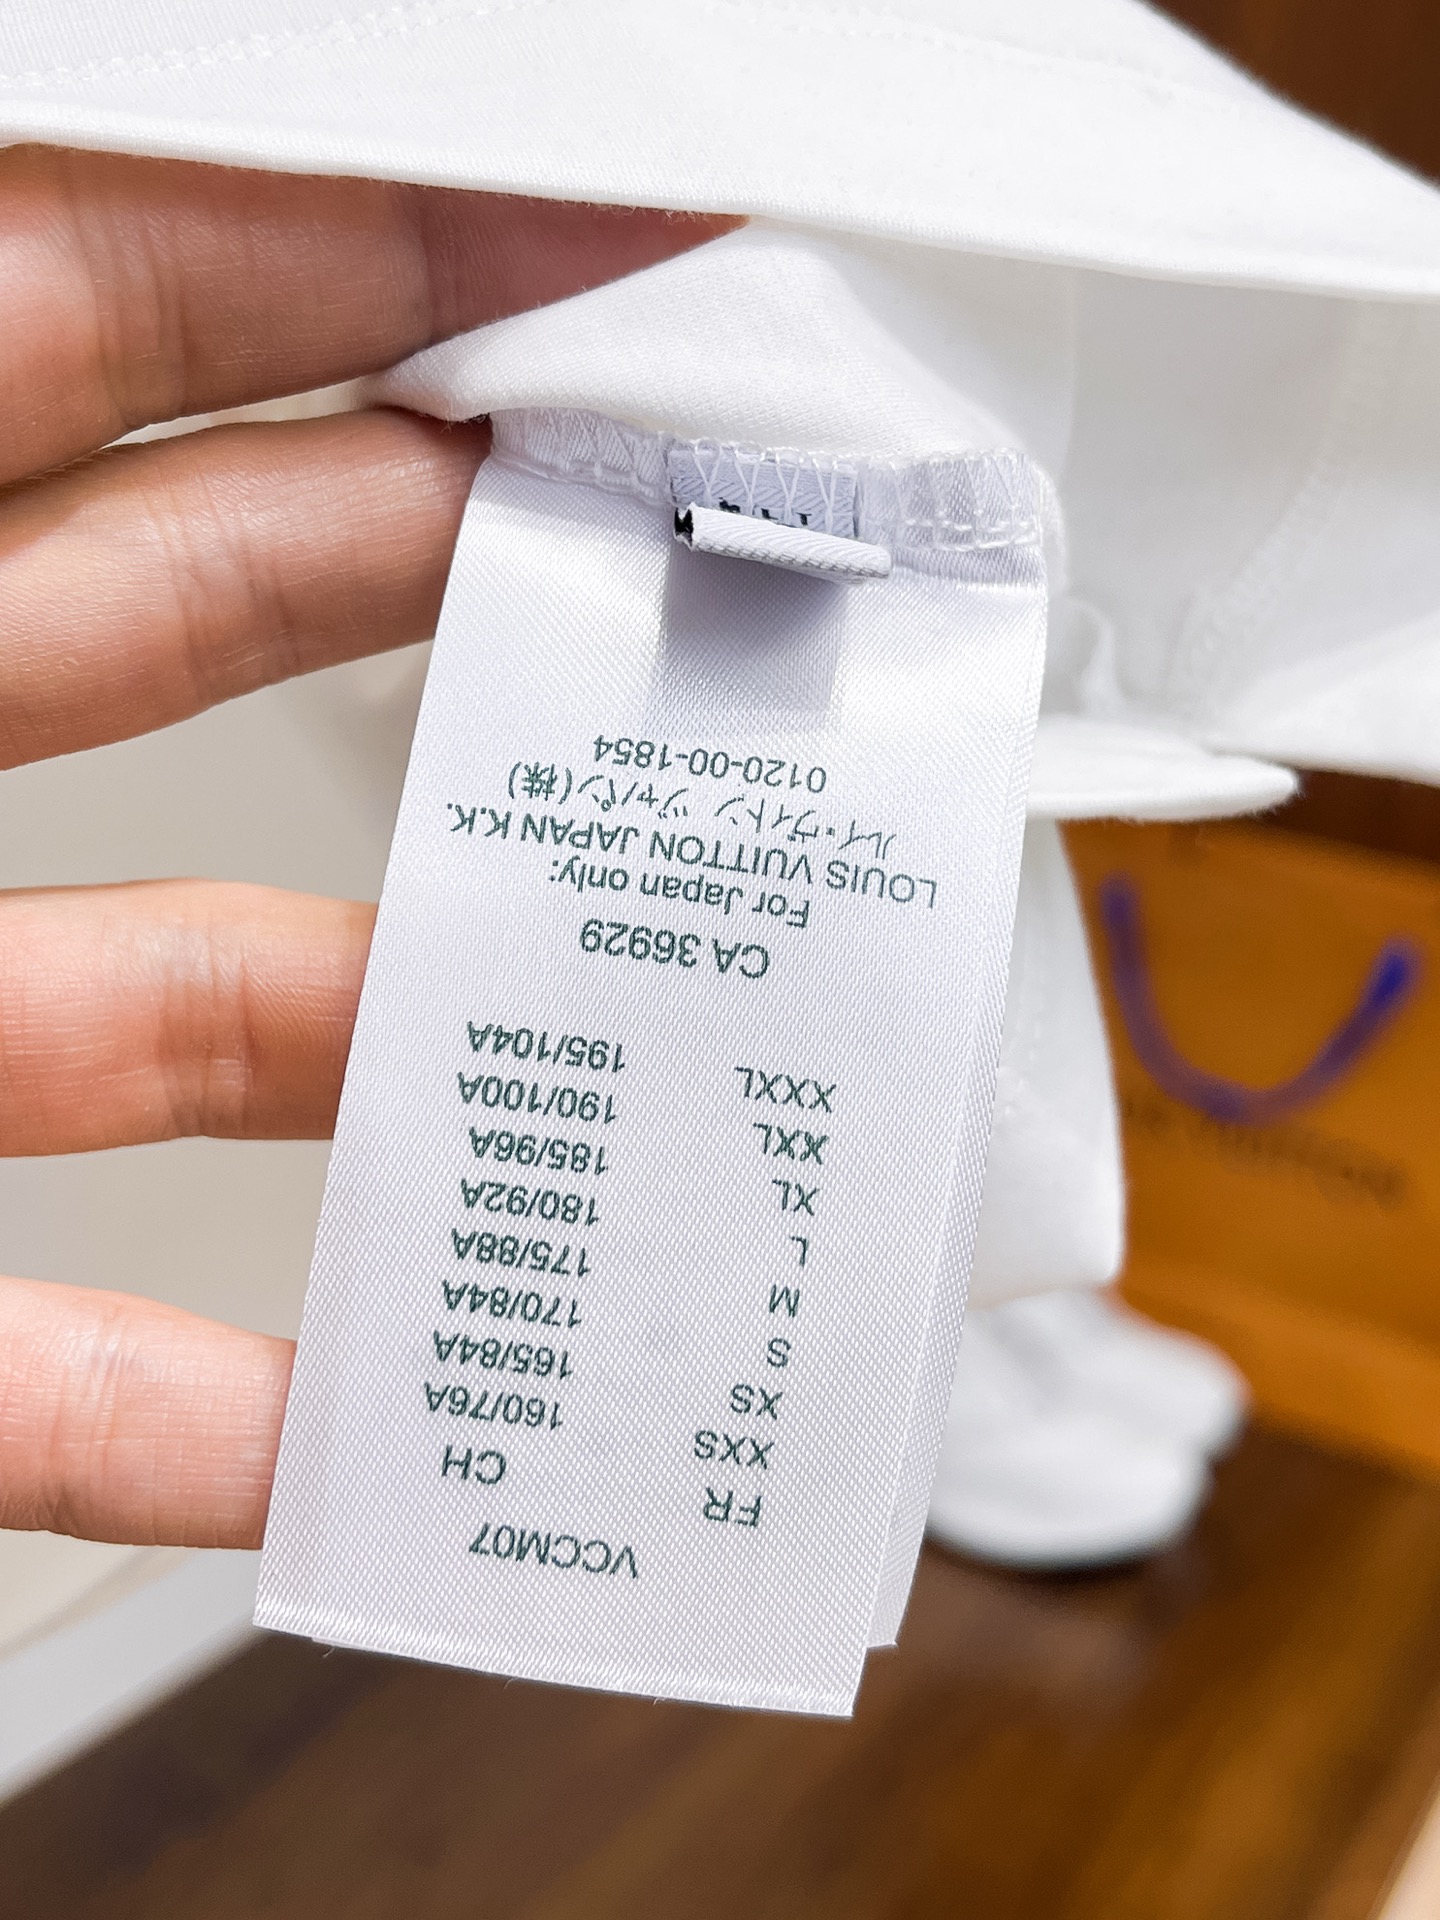 VCCM07
FR CH
XXS 160/76A
XS 165/84A
S 170/84A
M 175/88A
L 180/92A
XL 185/96A
XXL 190/100A
XXXL 195/104A
CA 36929
For Japan only:
LOUIS VUITTON JAPAN K.K.
ルイ・ヴィトン ジャパン(株)
0120-00-1854